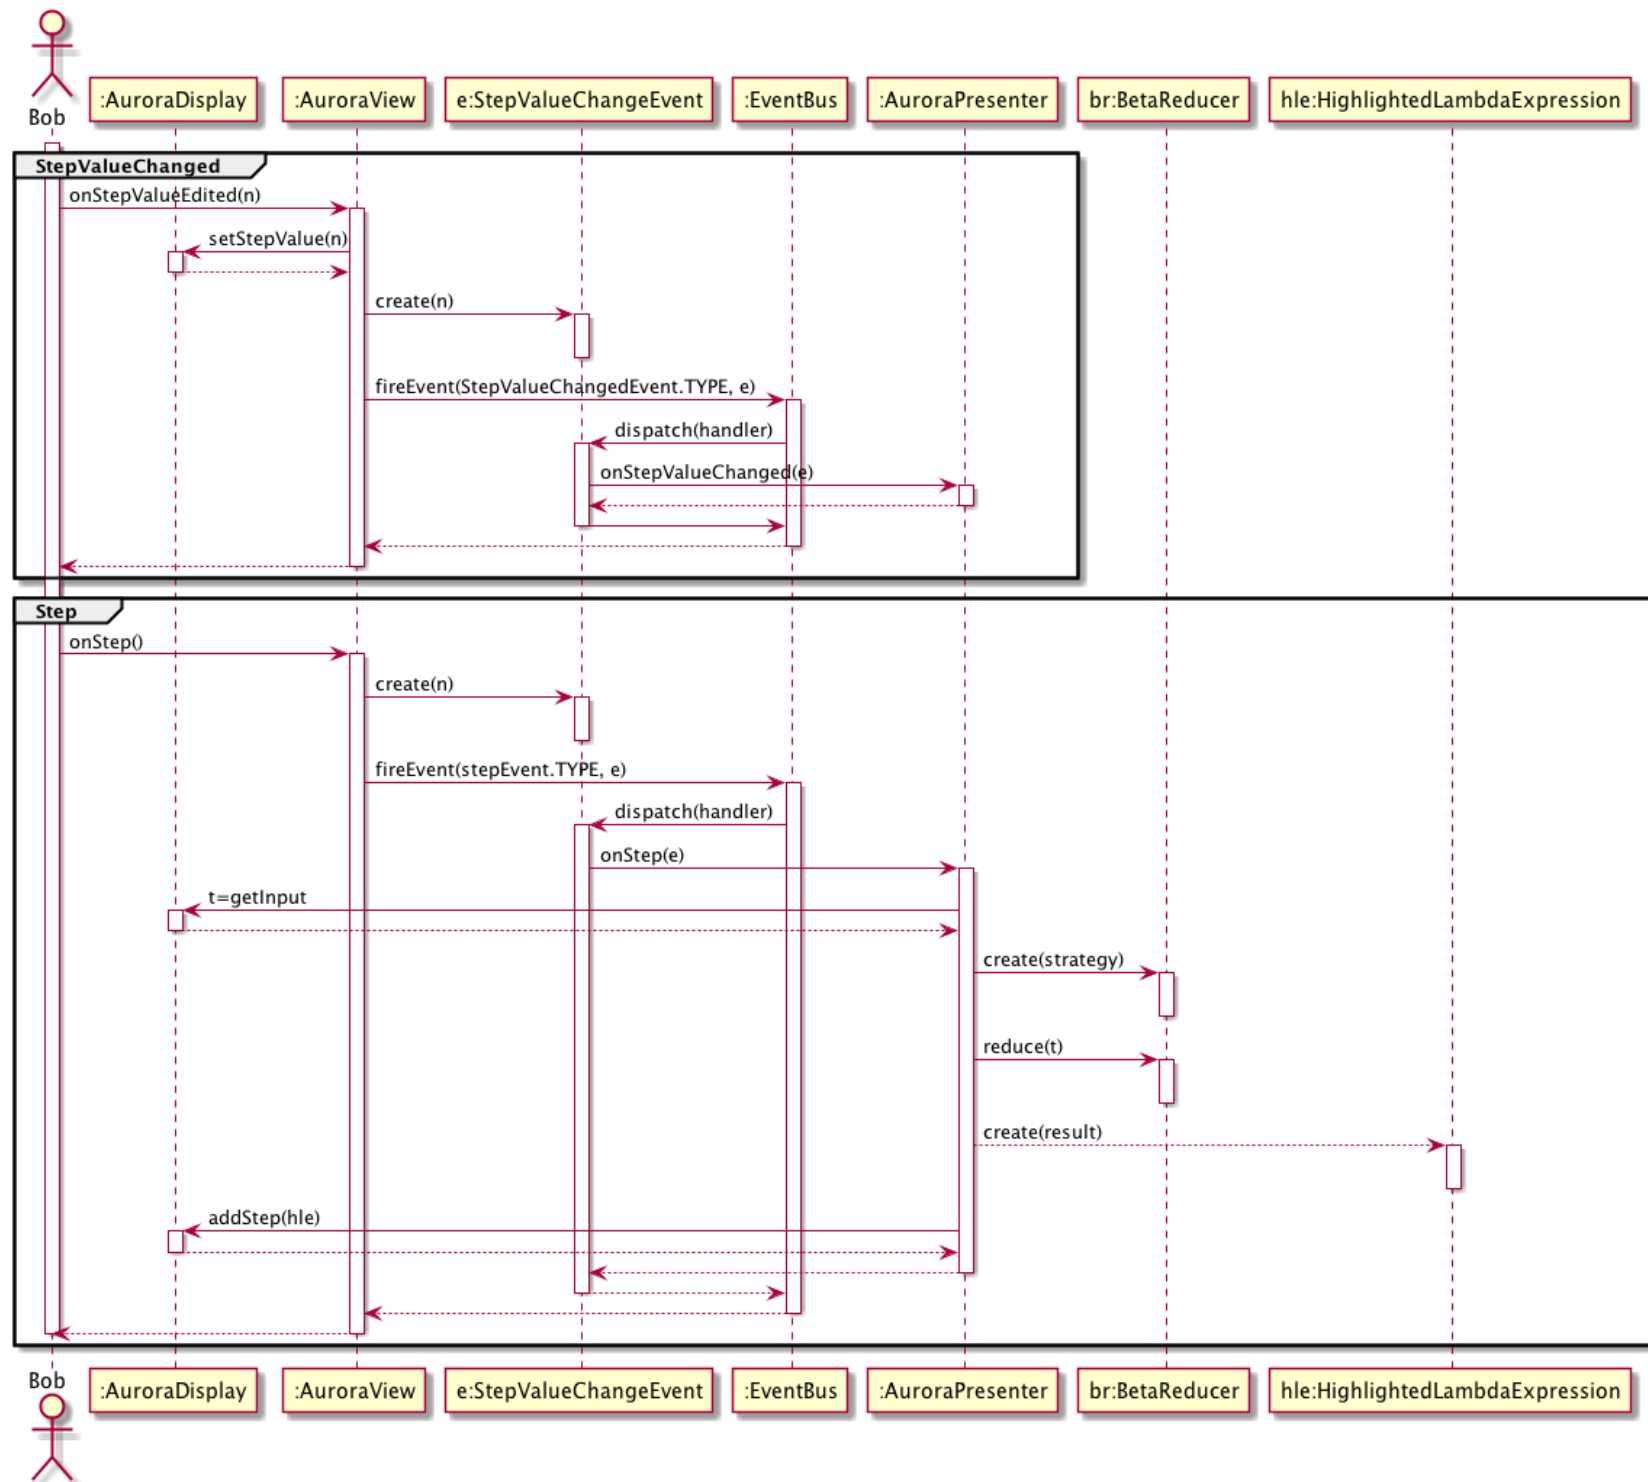 Bob
:AuroraDisplay
:AuroraView
e:StepValueChangeEvent
:EventBus
:AuroraPresenter
br:BetaReducer
hle:HighlightedLambdaExpression
StepValueChanged
onStepValueEdited(n)
setStepValue(n)
create(n)
fireEvent(StepValueChangedEvent.TYPE, e)
dispatch(handler)
onStepValueChanged(e)
Step
onStep()
create(n)
fireEvent(stepEvent.TYPE, e)
dispatch(handler)
onStep(e)
t=getInput
create(strategy)
reduce(t)
create(result)
addStep(hle)
Bob
:AuroraDisplay
:AuroraView
e:StepValueChangeEvent
:EventBus
:AuroraPresenter
br:BetaReducer
hle:HighlightedLambdaExpression